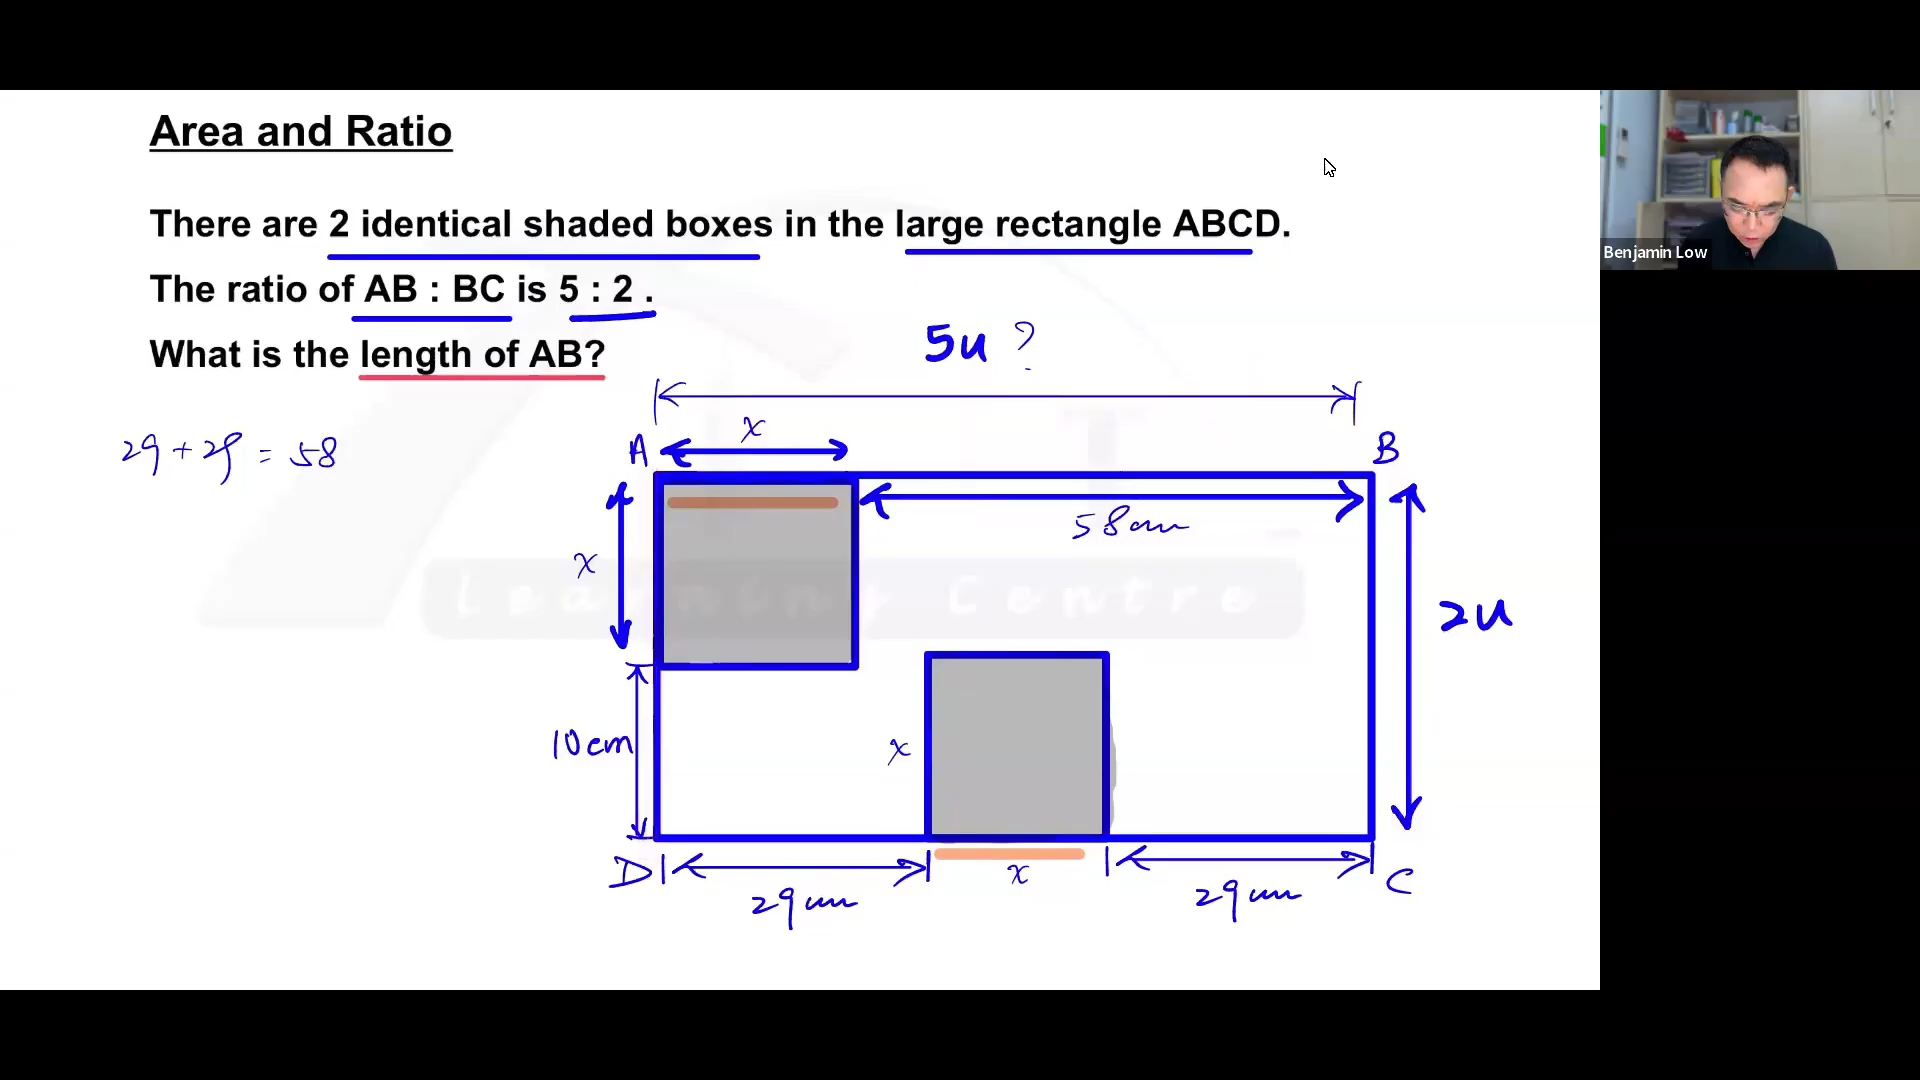 Area and Ratio
There are 2 identical shaded boxes in the large rectangle ABCD.
Benjamin Low
The ratio of AB : BC is 5 : 2 .
What is the length of AB?
5u ?
x
A
B
29 + 29 = 58
58cm
x
Learning Centre
2u
10cm
x
D
x
C
29cm
29cm